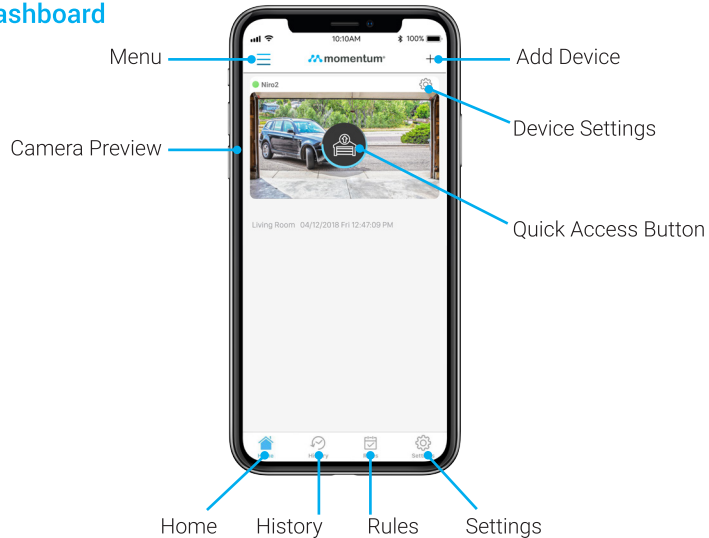 ashboard
10:10AM
100%
Menu
momentum
Add Device
Niro2
Device Settings
Camera Preview
Quick Access Button
Living Room 04/12/2018 Fri 12:47:09 PM
Home
History
Rules
Settings